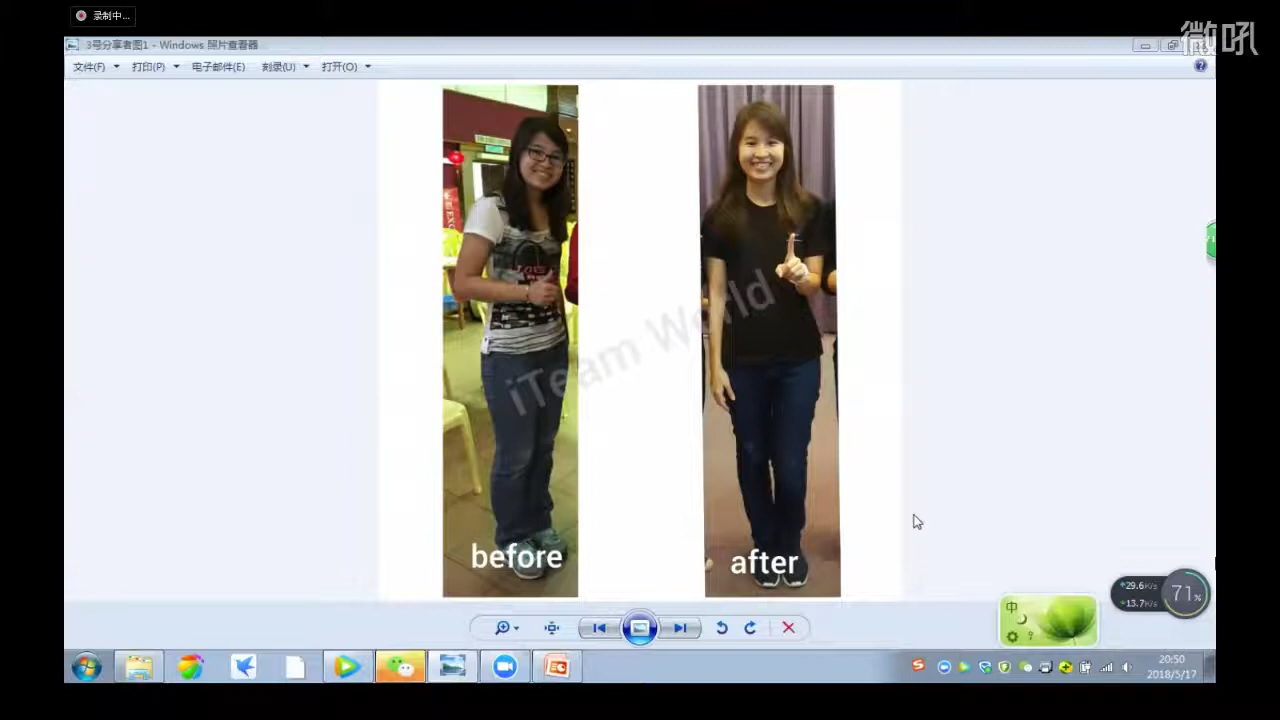 录制中...
微吼
3号分享者图1 - Windows 照片查看器
文件(F) 打印(P) 电子邮件(E) 刻录(U) 打开(O)
LOVE
iTeam World
before
after
中
29.6K/s
13.7K/s
71%
20:50
2018/5/17